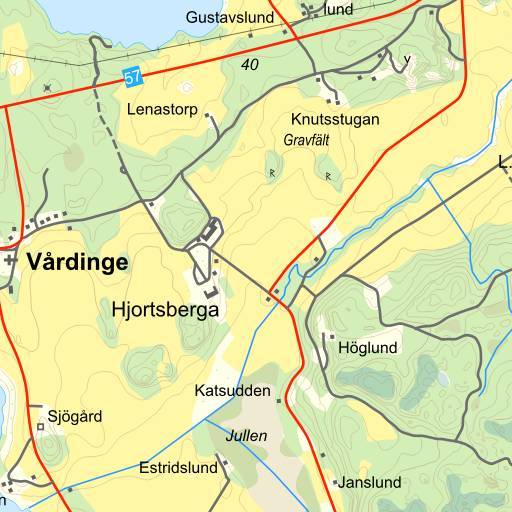 lund
Gustavslund
57
40
Lenastorp
Knutsstugan
Gravfält
R
R
L.
Vårdinge
Hjortsberga
Höglund
Katsudden
Sjögård
Jullen
Estridslund
Janslund